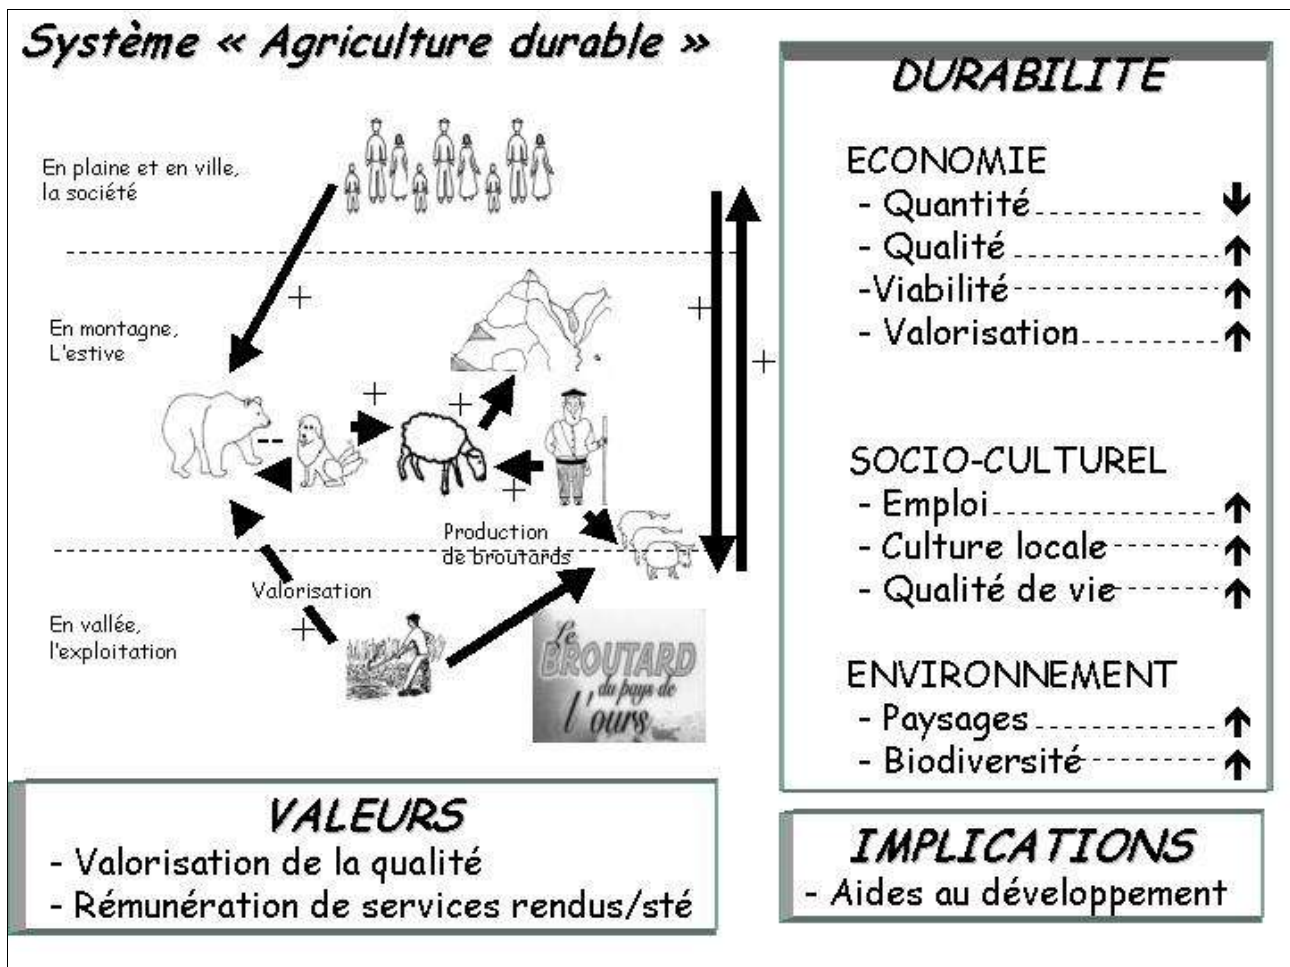 Système « Agriculture durable »
En plaine et en ville,
la société
+
+
+
En montagne,
L'estive
+
+
--
+
Production
de broutards
Valorisation
+
En vallée,
l'exploitation
Le
BROUTARD
du pays de
l'ours
DURABILITE
ECONOMIE
- Quantité
- Qualité
-Viabilité
- Valorisation
SOCIO-CULTUREL
- Emploi
- Culture locale
- Qualité de vie
ENVIRONNEMENT
- Paysages
- Biodiversité
VALEURS
- Valorisation de la qualité
- Rémunération de services rendus/sté
IMPLICATIONS
- Aides au développement